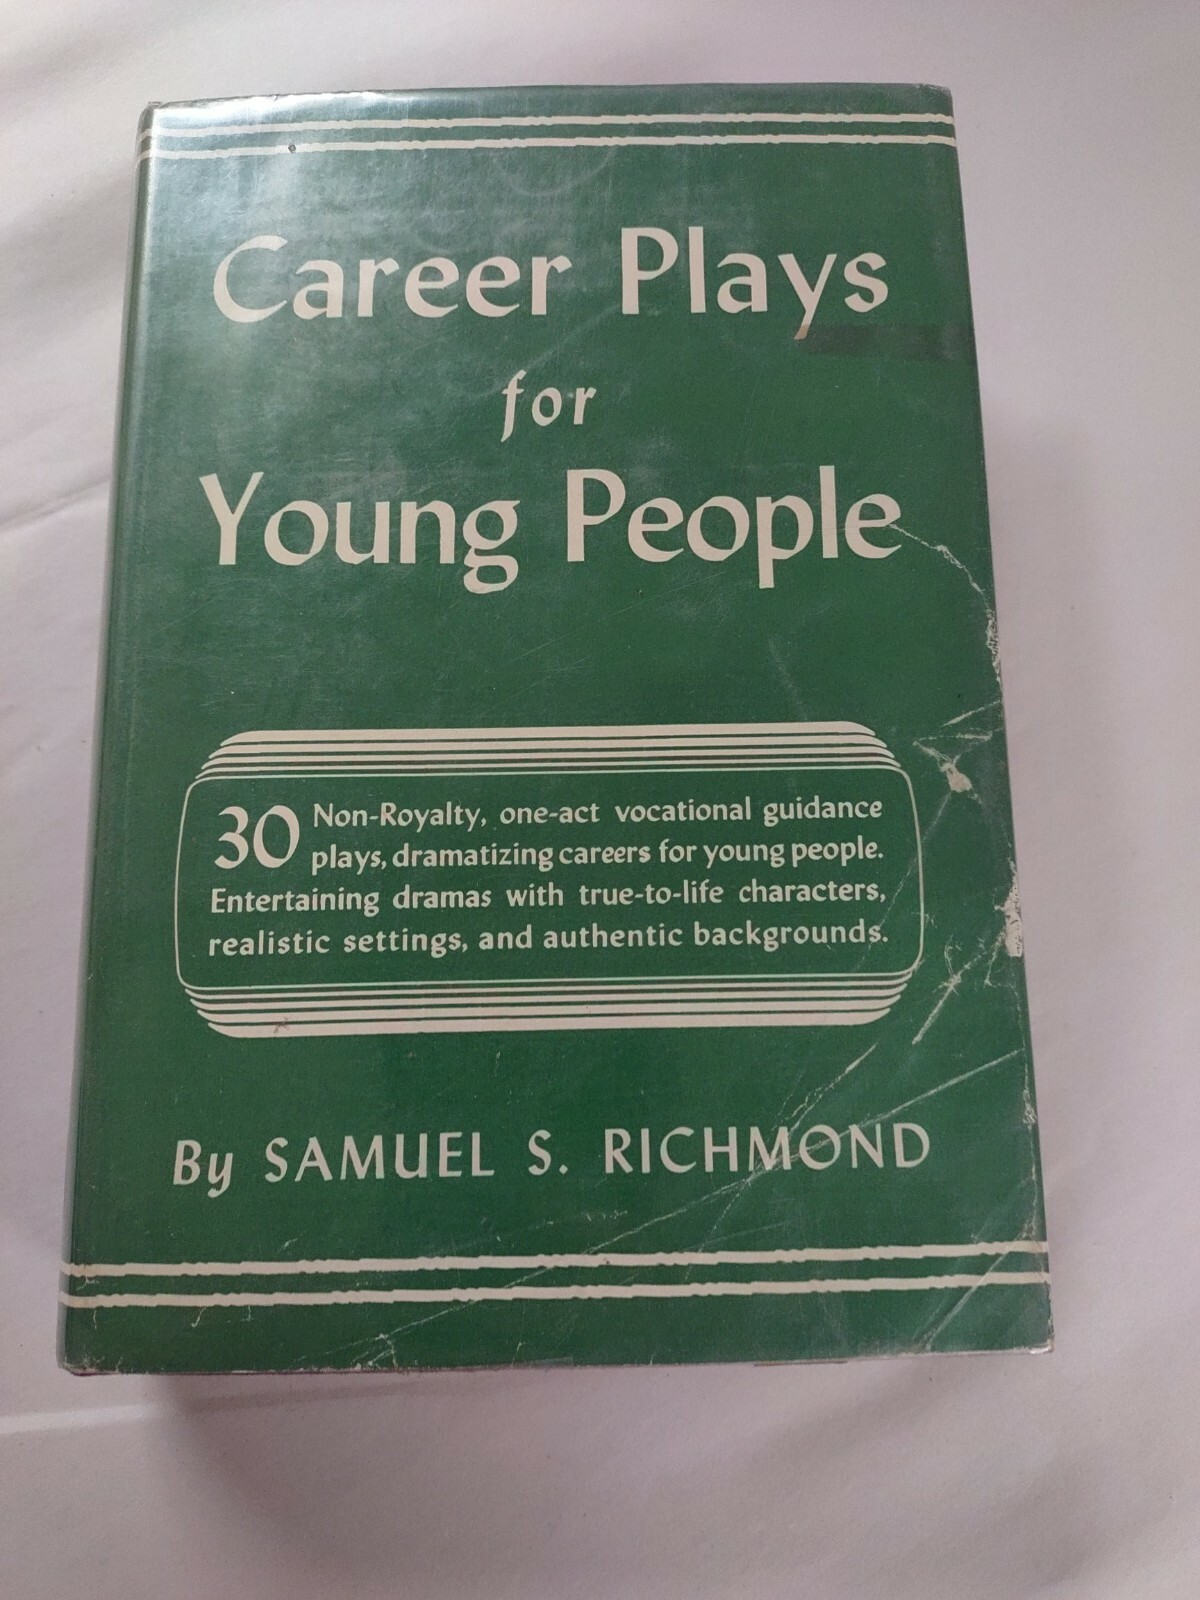 Career Plays
for
Young People
30 Non-Royalty, one-act vocational guidance
plays, dramatizing careers for young people.
Entertaining dramas with true-to-life characters,
realistic settings, and authentic backgrounds.
By SAMUEL S. RICHMOND